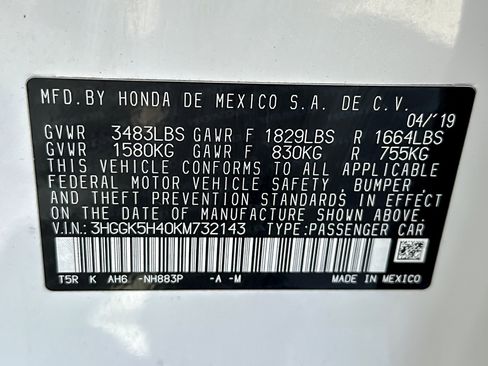 MFD. BY HONDA DE MEXICO S.A. DE C.V.
04/'19
GVWR 3483LBS GAWR F 1829LBS R 1664LBS
GVWR 1580KG GAWR F 830KG R 755KG
THIS VEHICLE CONFORMS TO ALL APPLICABLE
FEDERAL MOTOR VEHICLE SAFETY, BUMPER,
AND THEFT PREVENTION STANDARDS IN EFFECT
ON THE DATE OF MANUFACTURE SHOWN ABOVE.
V.I.N: 3HGGK5H40KM732143 TYPE:PASSENGER CAR
T5R K AH6 -NH883P -A -M MADE IN MEXICO